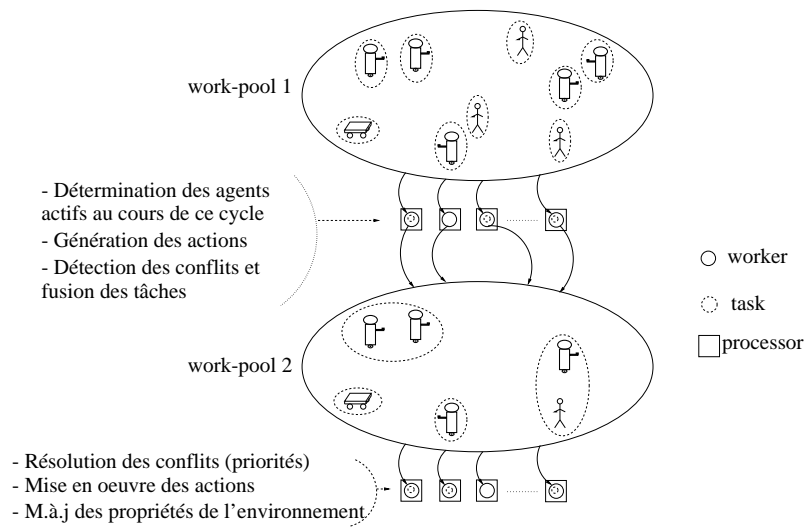 work-pool 1
- Détermination des agents
actifs au cours de ce cycle
- Génération des actions
- Détection des conflits et
fusion des tâches
worker
task
processor
work-pool 2
- Résolution des conflits (priorités)
- Mise en oeuvre des actions
- M.à.j des propriétés de l'environnement